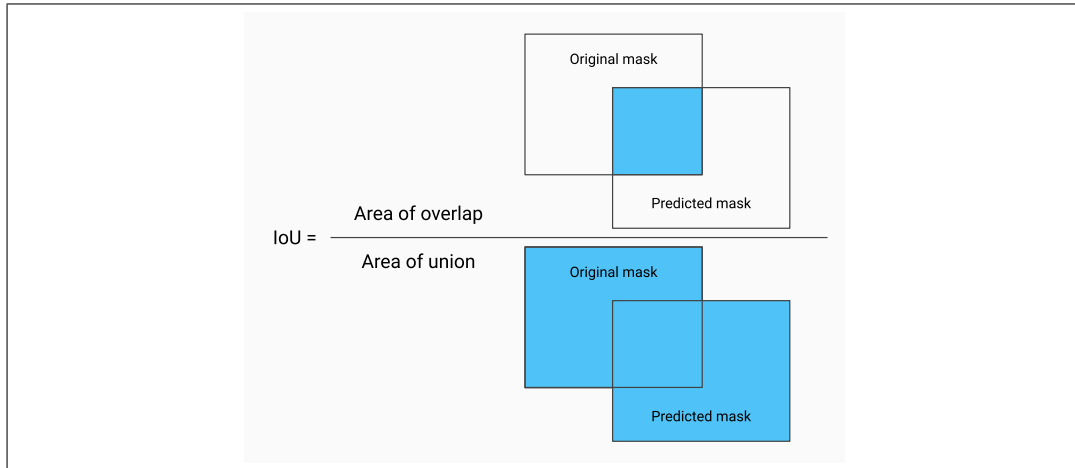 Original mask
Predicted mask
Area of overlap
IoU =
Area of union
Original mask
Predicted mask